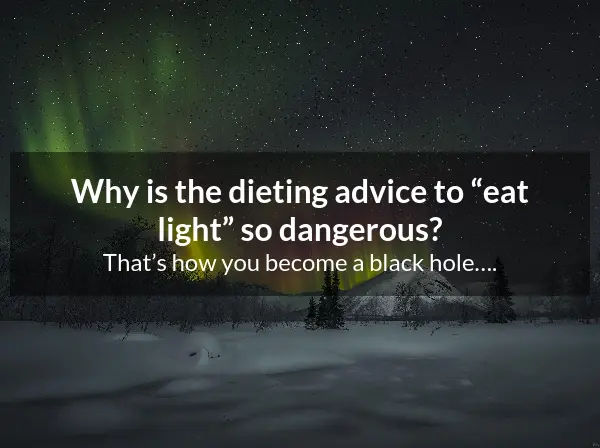 Why is the dieting advice to “eat
light” so dangerous?
That’s how you become a black hole....